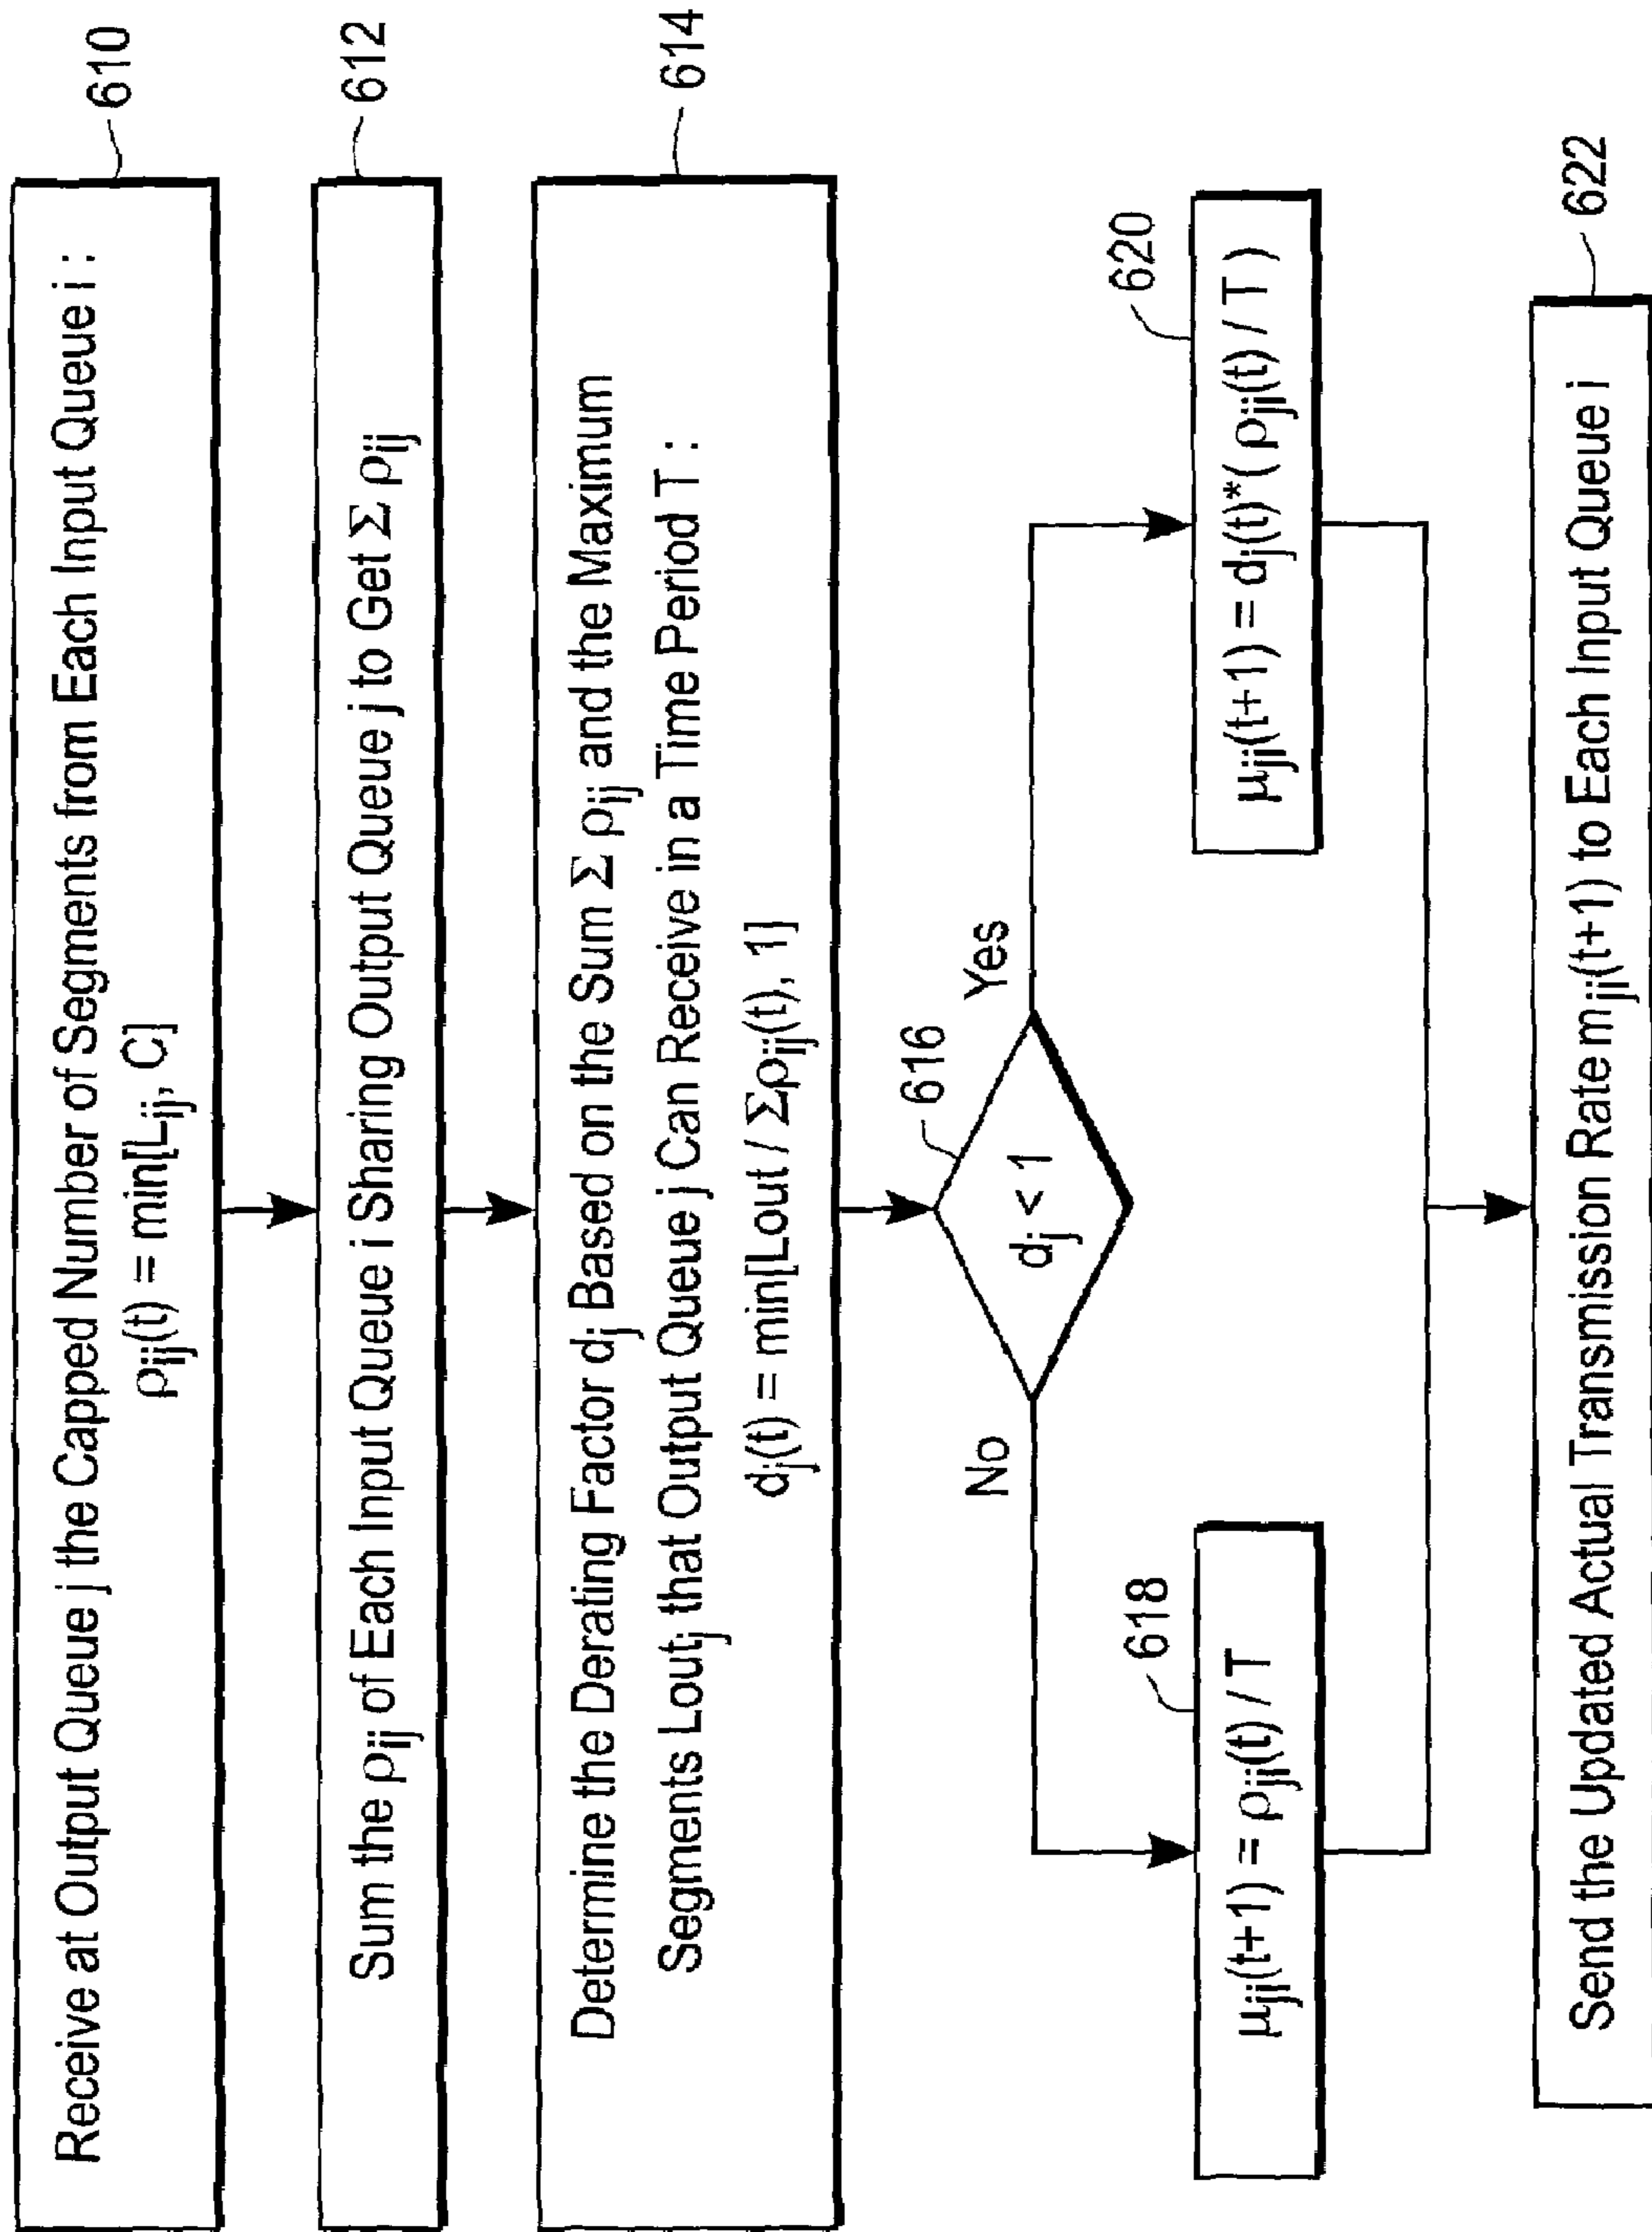 Receive at Output Queue j the Capped Number of Segments from Each Input Queue i :
ρij(t) = min[Lij, C]
610
Sum the ρij of Each Input Queue i Sharing Output Queue j to Get Σ ρij
612
Determine the Derating Factor dj Based on the Sum Σ ρij and the Maximum
Segments Loutj that Output Queue j Can Receive in a Time Period T :
dj(t) = min[Lout / Σρij(t), 1]
614
616
dj < 1
No
Yes
618
μji(t+1) = ρji(t) / T
620
μji(t+1) = dj(t)*( ρji(t) / T )
Send the Updated Actual Transmission Rate mji(t+1) to Each Input Queue i
622